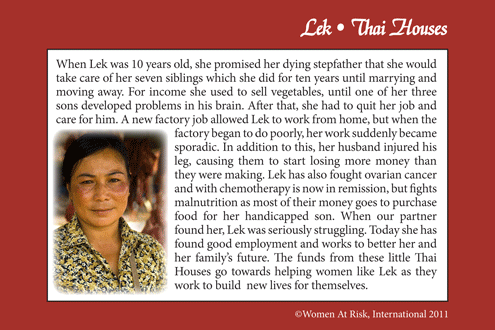 Lek • Thai Houses
When Lek was 10 years old, she promised her dying stepfather that she would
take care of her seven siblings which she did for ten years until marrying and
moving away. For income she used to sell vegetables, until one of her three
sons developed problems in his brain. After that, she had to quit her job and
care for him. A new factory job allowed Lek to work from home, but when the
factory began to do poorly, her work suddenly became
sporadic. In addition to this, her husband injured his
leg, causing them to start losing more money than
they were making. Lek has also fought ovarian cancer
and with chemotherapy is now in remission, but fights
malnutrition as most of their money goes to purchase
food for her handicapped son. When our partner
found her, Lek was seriously struggling. Today she has
found good employment and works to better her and
her family's future. The funds from these little Thai
Houses go towards helping women like Lek as they
work to build new lives for themselves.
©Women At Risk, International 2011